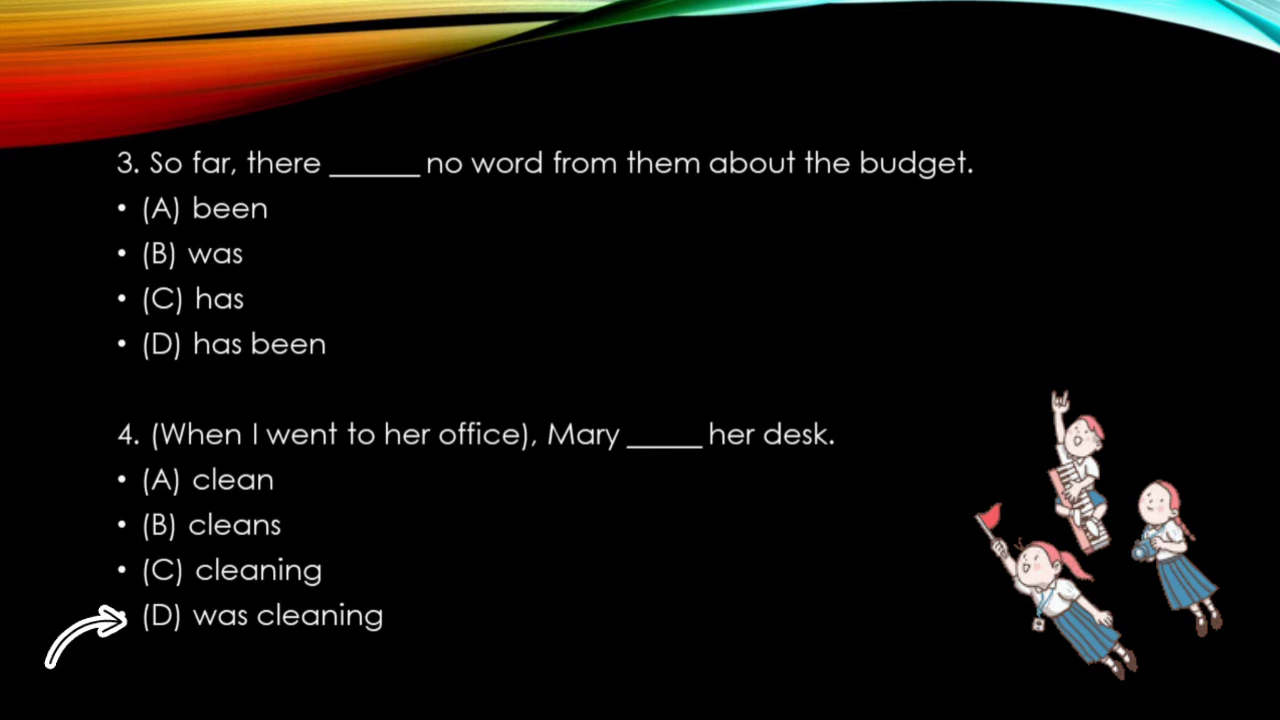 3. So far, there ______ no word from them about the budget.
• (A) been
• (B) was
• (C) has
• (D) has been
4. (When I went to her office), Mary _____ her desk.
• (A) clean
• (B) cleans
• (C) cleaning
• (D) was cleaning